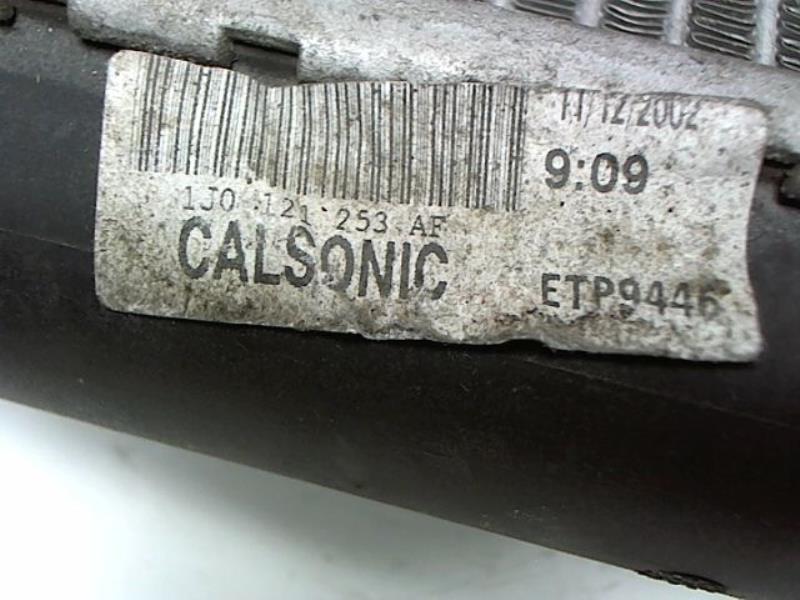 11/12/2002
9:09
1J0 121 253 AF
CALSONIC
ETP9446